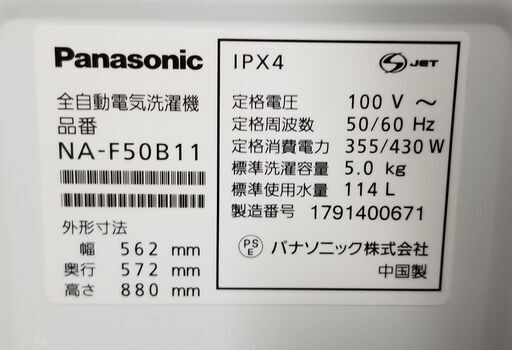 Panasonic
全自動電気洗濯機
品番
NA-F50B11
外形寸法
幅 562 mm
奥行 572 mm
高さ 880 mm
IPX4
S JET
定格電圧 100 V ～
定格周波数 50/60 Hz
定格消費電力 355/430 W
標準洗濯容量 5.0 kg
標準使用水量 114 L
製造番号 1791400671
PS E パナソニック株式会社
中国製